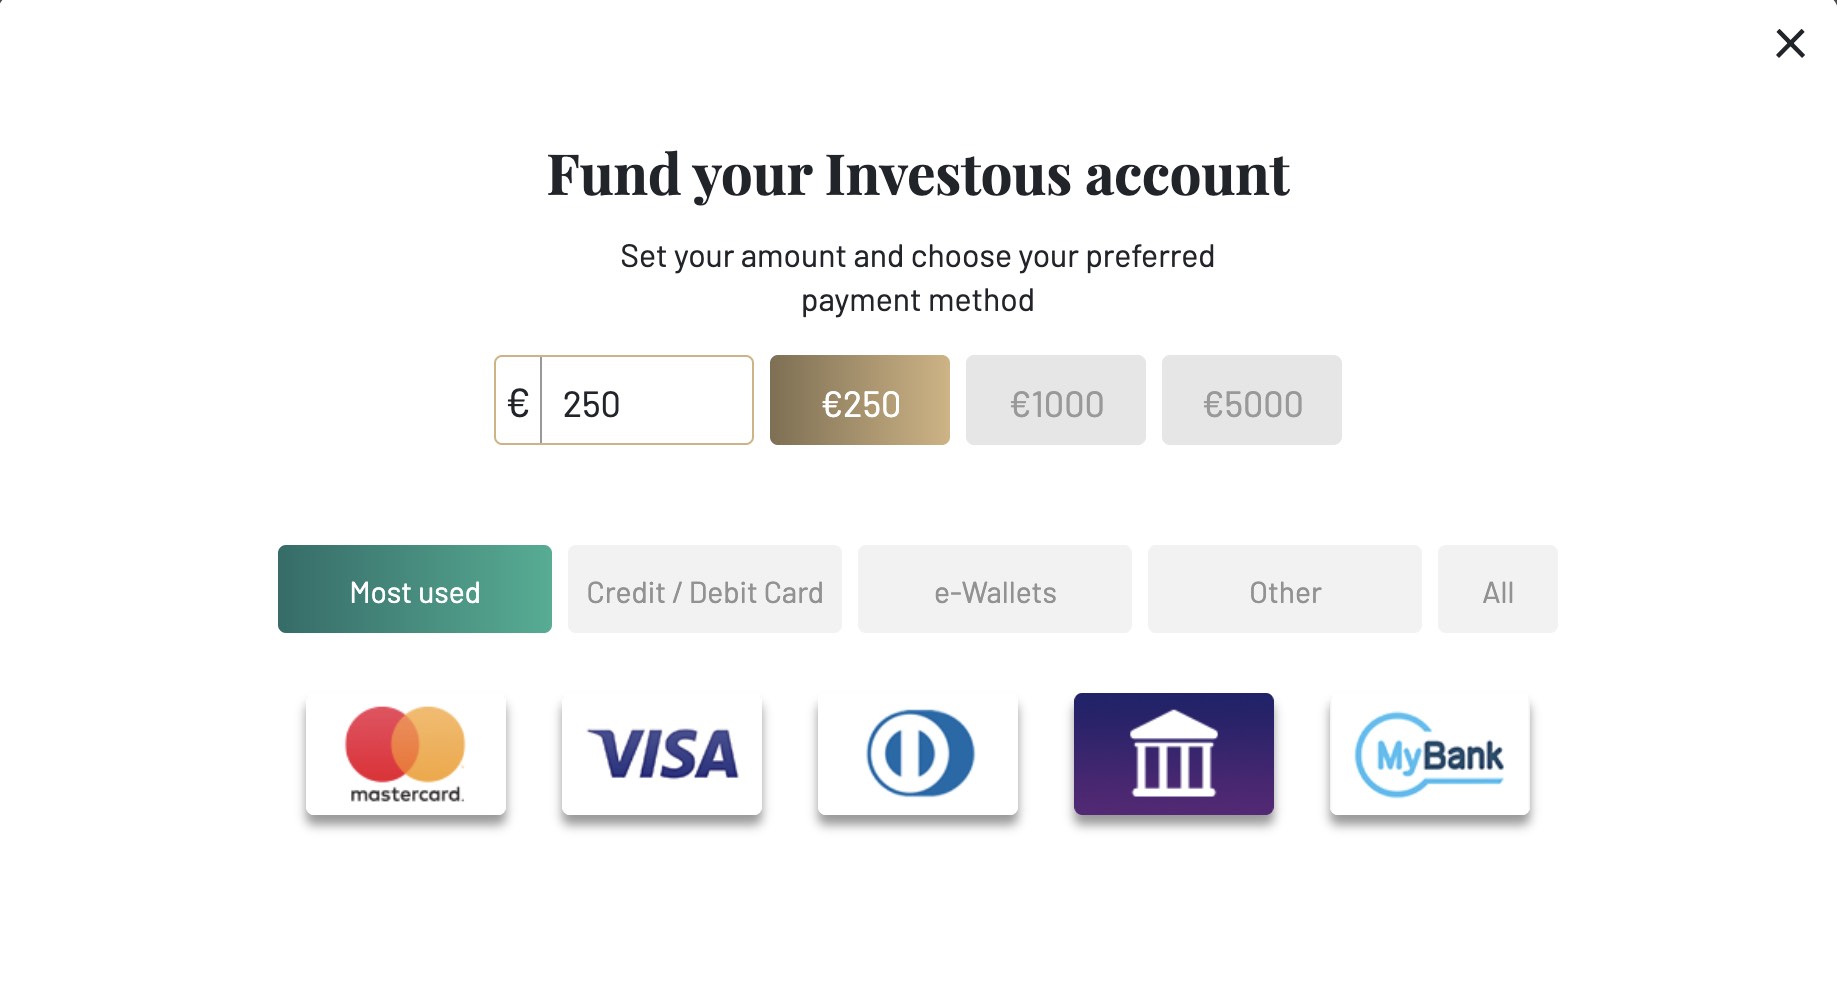 Fund your Investous account
Set your amount and choose your preferred
payment method
€ 250 €250 €1000 €5000
Most used Credit / Debit Card e-Wallets Other All
mastercard. VISA MyBank